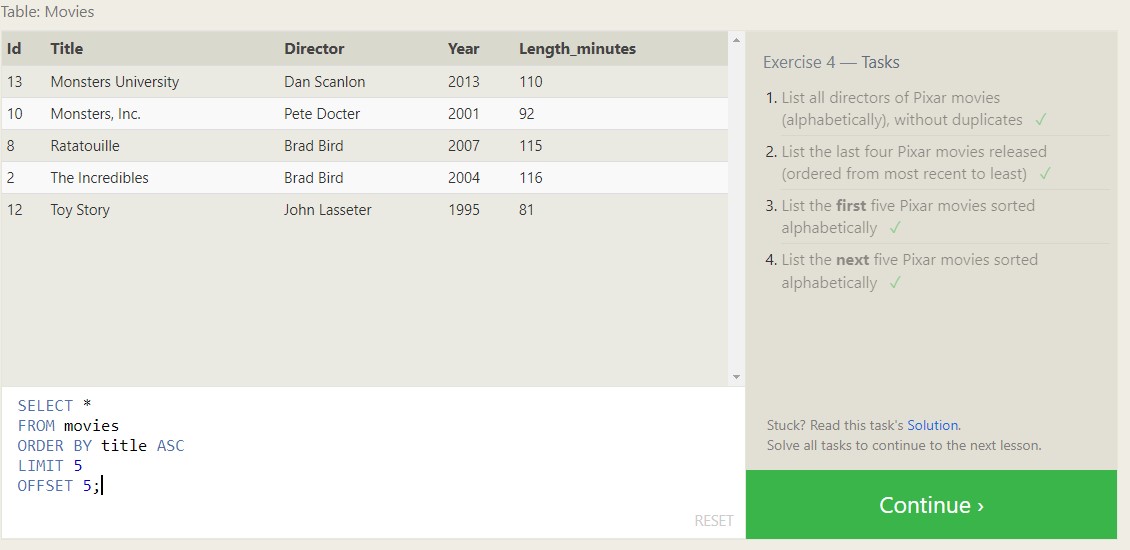 Table: Movies
Id Title Director Year Length_minutes
13 Monsters University Dan Scanlon 2013 110
10 Monsters, Inc. Pete Docter 2001 92
8 Ratatouille Brad Bird 2007 115
2 The Incredibles Brad Bird 2004 116
12 Toy Story John Lasseter 1995 81
SELECT *
FROM movies
ORDER BY title ASC
LIMIT 5
OFFSET 5;
RESET
Exercise 4 — Tasks
1. List all directors of Pixar movies
(alphabetically), without duplicates ✓
2. List the last four Pixar movies released
(ordered from most recent to least) ✓
3. List the first five Pixar movies sorted
alphabetically ✓
4. List the next five Pixar movies sorted
alphabetically ✓
Stuck? Read this task's Solution.
Solve all tasks to continue to the next lesson.
Continue ›